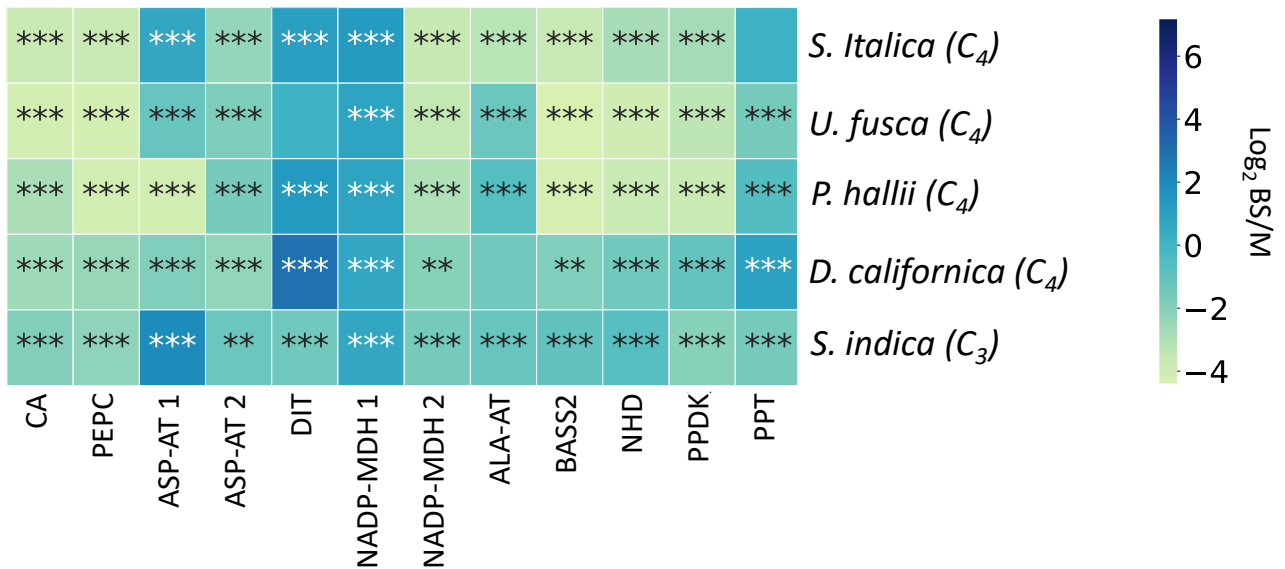 *** *** *** *** *** *** *** *** *** *** *** S. Italica (C4)
*** *** *** *** *** *** *** *** *** *** *** U. fusca (C4)
*** *** *** *** *** *** *** *** *** *** *** *** P. hallii (C4)
*** *** *** *** *** *** ** ** *** *** *** D. californica (C4)
*** *** *** ** *** *** *** *** *** *** *** *** S. indica (C3)
CA
PEPC
ASP-AT 1
ASP-AT 2
DIT
NADP-MDH 1
NADP-MDH 2
ALA-AT
BASS2
NHD
PPDK
PPT
6
4
2
0
−2
−4
Log2 BS/M